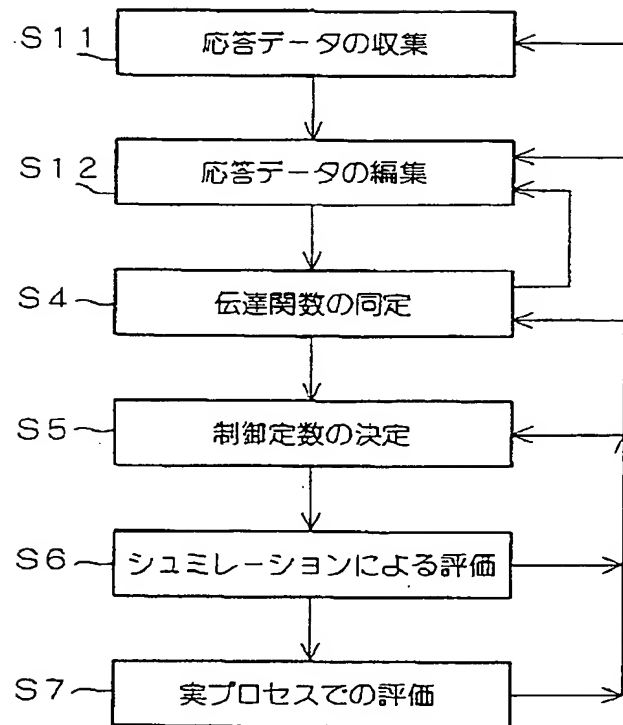 S11 応答データの収集
S12 応答データの編集
S4 伝達関数の同定
S5 制御定数の決定
S6 シュミレーションによる評価
S7 実プロセスでの評価